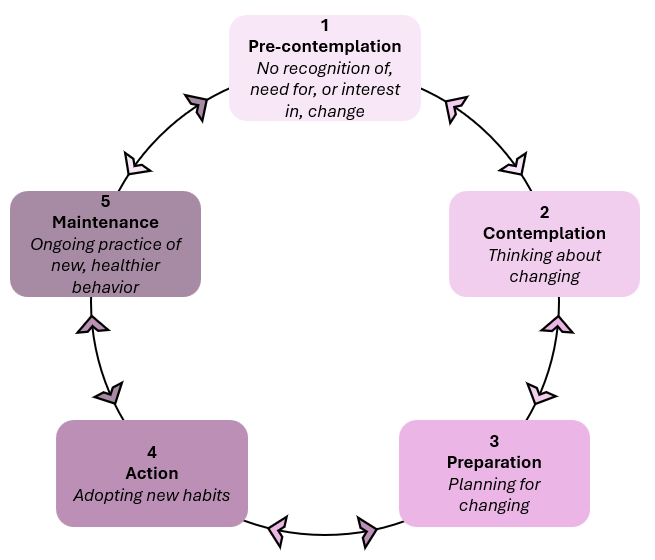 1
Pre-contemplation
No recognition of,
need for, or interest
in, change
2
Contemplation
Thinking about
changing
3
Preparation
Planning for
changing
4
Action
Adopting new habits
5
Maintenance
Ongoing practice of
new, healthier
behavior